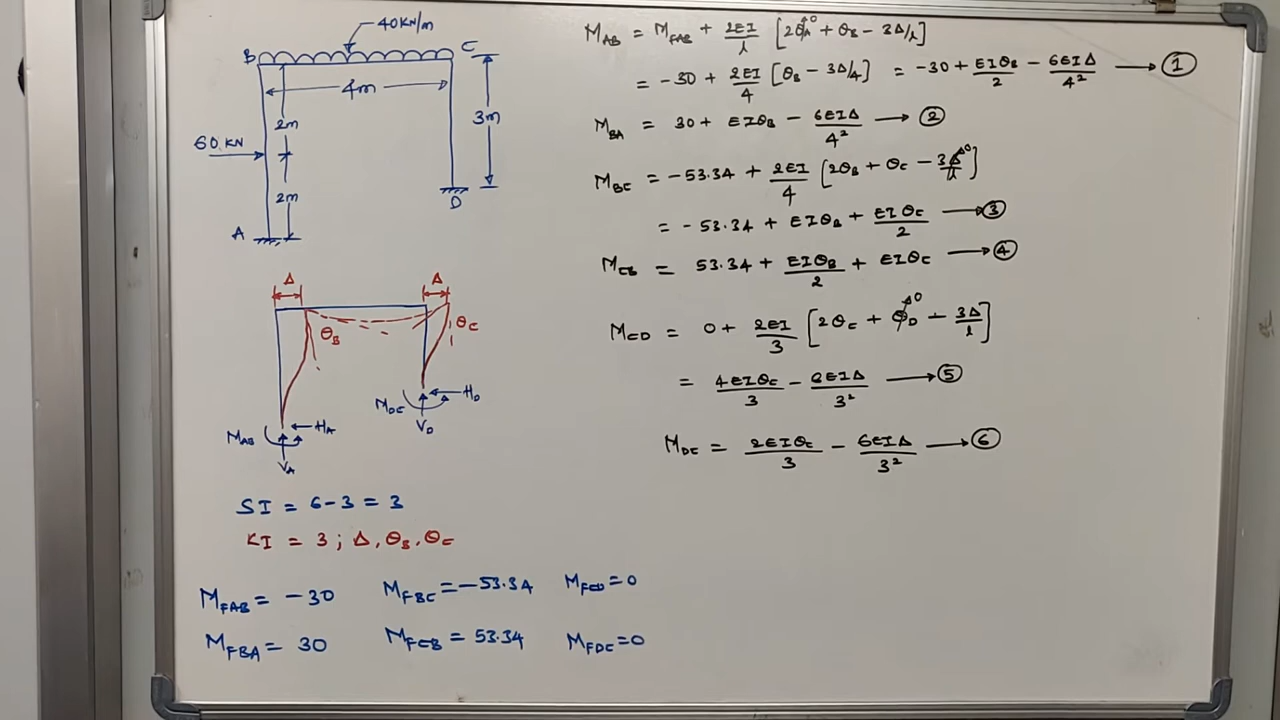 40KN/m
B
C
4m
2m
3m
60 KN
2m
D
A
Δ
Δ
θB
θC
MDC
HD
VD
MAB
HA
VA
SI = 6-3 = 3
KI = 3 ; Δ, θB, θC
MFAB = -30
MFBC = -53.34
MFCD = 0
MFBA = 30
MFCB = 53.34
MFDC = 0
MAB = MFAB + 2EI/l [2θA→0 + θB - 3Δ/l]
= -30 + 2EI/4 [θB - 3Δ/4] = -30 + EIθB/2 - 6EIΔ/4² → ①
MBA = 30 + EIθB - 6EIΔ/4² → ②
MBC = -53.34 + 2EI/4 [2θB + θC - 3Δ/l→0]
= -53.34 + EIθB + EIθC/2 → ③
MCB = 53.34 + EIθB/2 + EIθC → ④
MCD = 0 + 2EI/3 [2θC + θD→0 - 3Δ/l]
= 4EIθC/3 - 6EIΔ/3² → ⑤
MDC = 2EIθC/3 - 6EIΔ/3² → ⑥